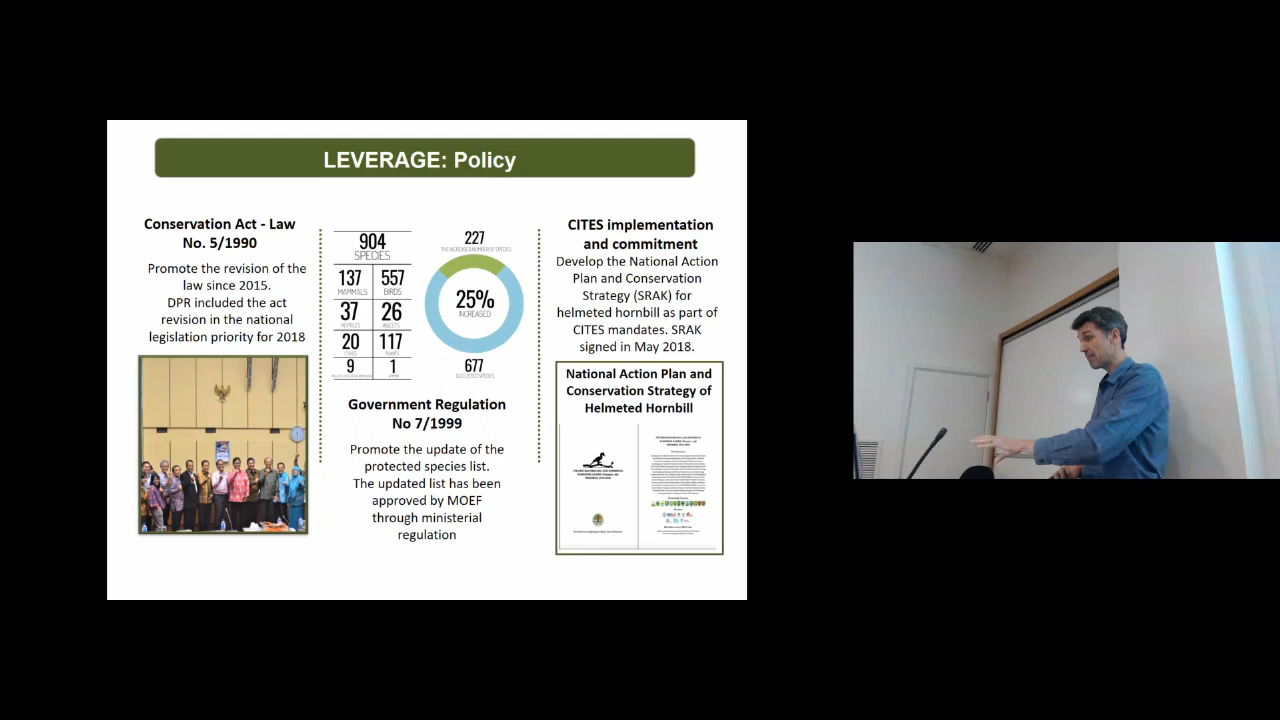 LEVERAGE: Policy
Conservation Act - Law
No. 5/1990
Promote the revision of the
law since 2015.
DPR included the act
revision in the national
legislation priority for 2018
904
SPECIES
137
MAMMALS
557
BIRDS
37
REPTILES
26
INSECTS
20
FISHES
117
PLANTS
9
1
227
THE INCREASED NUMBER OF SPECIES
25%
INCREASED
677
OLD LISTED SPECIES
Government Regulation
No 7/1999
Promote the update of the
protected species list.
The updated list has been
approved by MOEF
through ministerial
regulation
CITES implementation
and commitment
Develop the National Action
Plan and Conservation
Strategy (SRAK) for
helmeted hornbill as part of
CITES mandates. SRAK
signed in May 2018.
National Action Plan and
Conservation Strategy of
Helmeted Hornbill